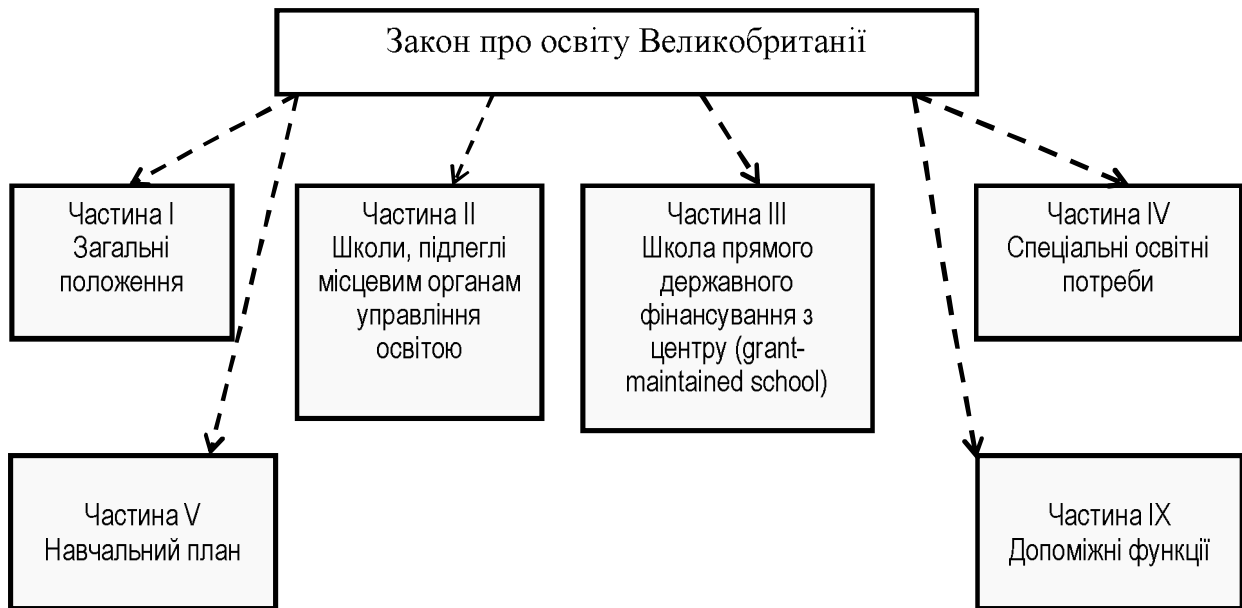 Закон про освіту Великобританії
Частина I
Загальні
положення
Частина II
Школи, підлеглі
місцевим органам
управління
освітою
Частина III
Школа прямого
державного
фінансування з
центру (grant-
maintained school)
Частина IV
Спеціальні освітні
потреби
Частина V
Навчальний план
Частина IX
Допоміжні функції